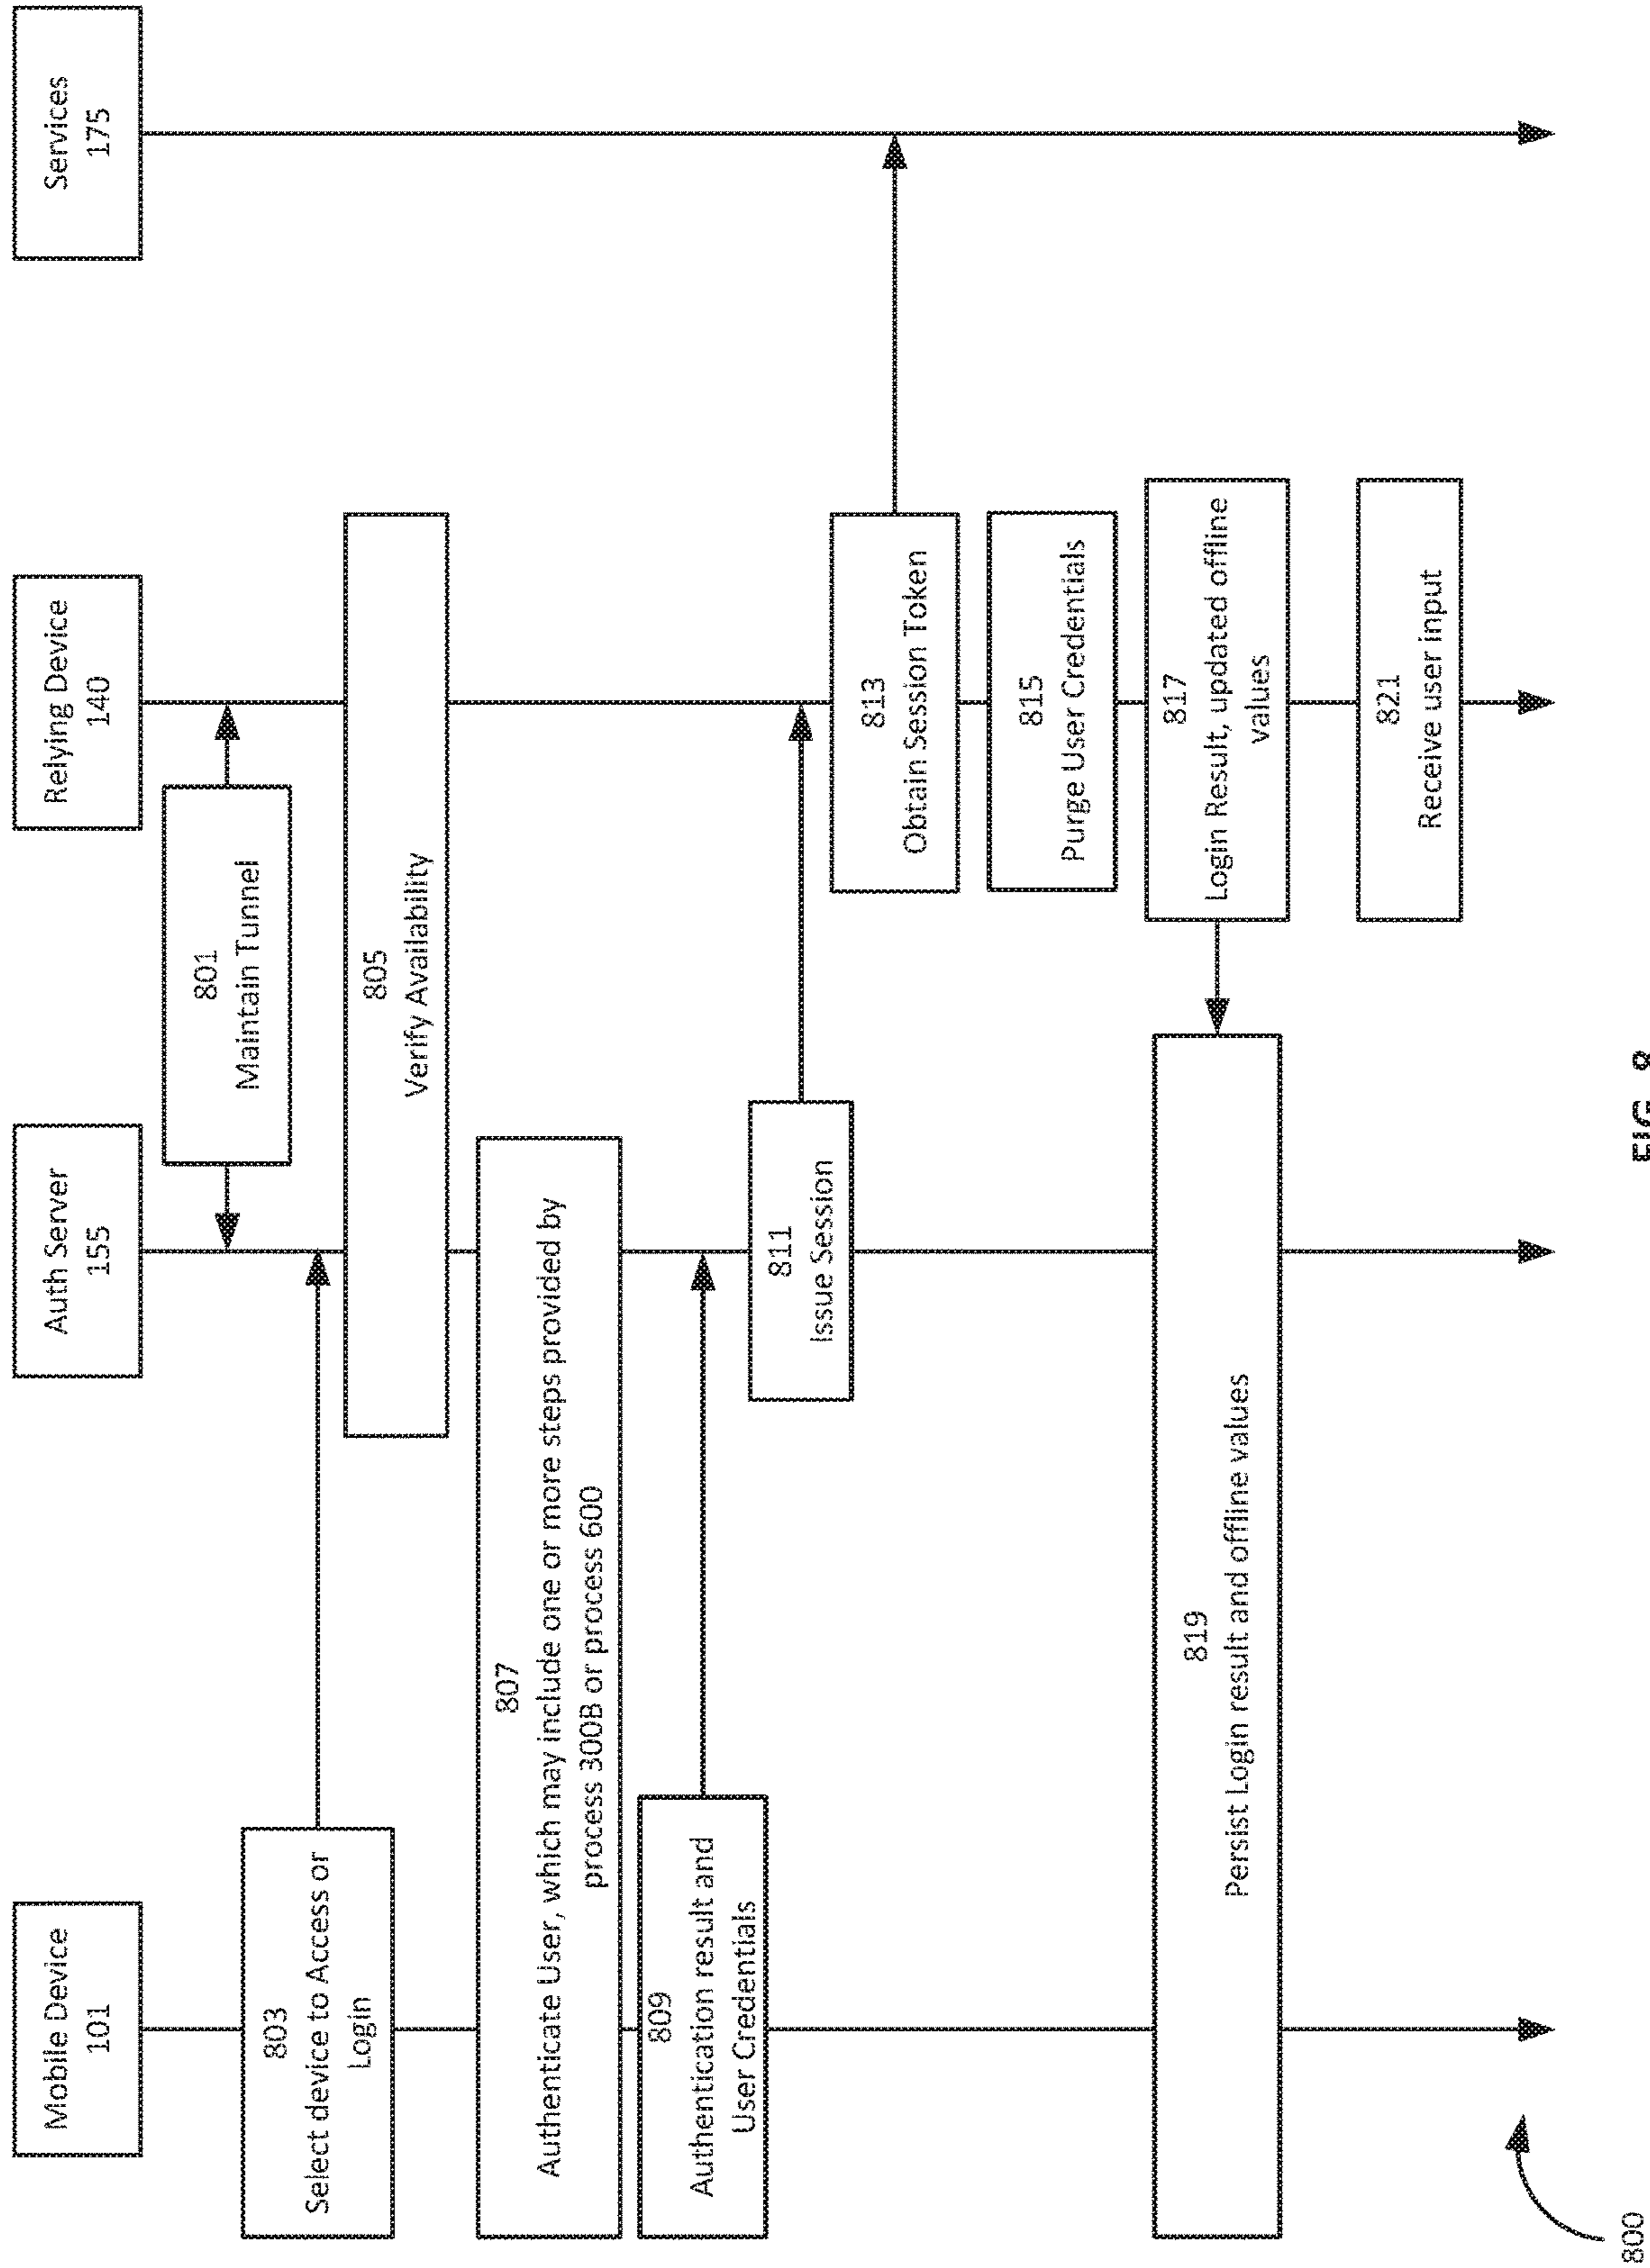 Mobile Device
101
Auth Server
155
Relying Device
140
Services
175
801
Maintain Tunnel
803
Select device to Access or
Login
805
Verify Availability
807
Authenticate User, which may include one or more steps provided by
process 300B or process 600
809
Authentication result and
User Credentials
811
Issue Session
813
Obtain Session Token
815
Purge User Credentials
817
Login Result, updated offline
values
819
Persist Login result and offline values
821
Receive user input
800
FIG. 8